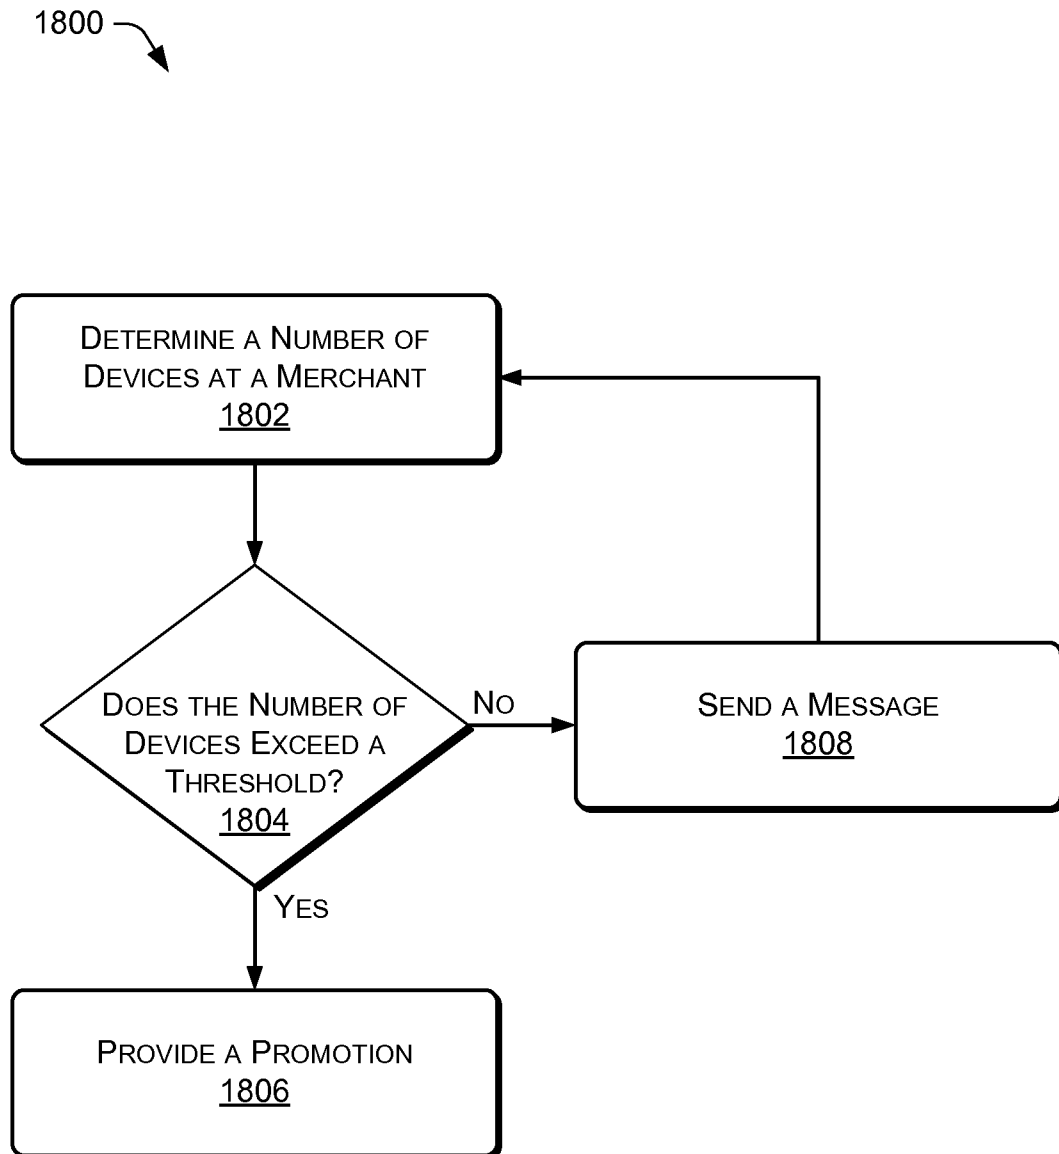 1800
DETERMINE A NUMBER OF
DEVICES AT A MERCHANT
1802
DOES THE NUMBER OF
DEVICES EXCEED A
THRESHOLD?
1804
NO
SEND A MESSAGE
1808
YES
PROVIDE A PROMOTION
1806